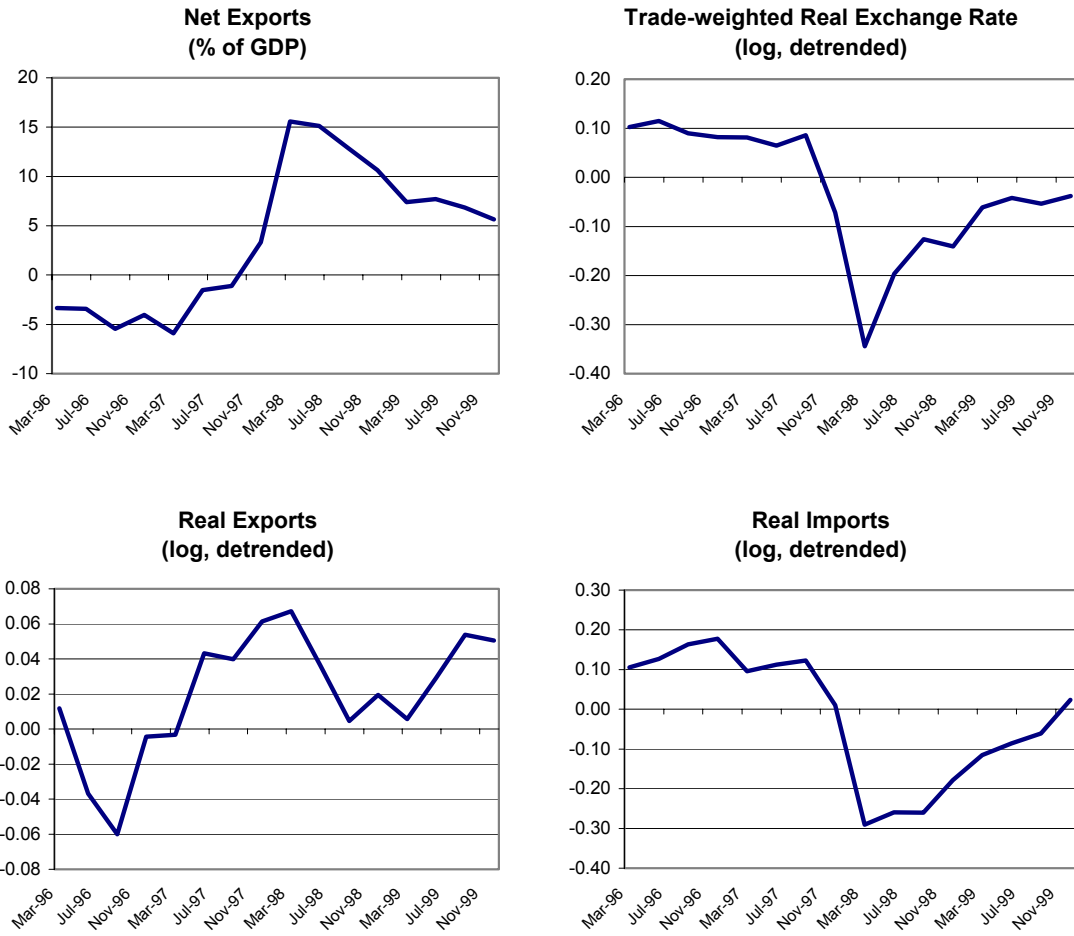 Net Exports
(% of GDP)
20
15
10
5
0
-5
-10
Mar-96 Jul-96 Nov-96 Mar-97 Jul-97 Nov-97 Mar-98 Jul-98 Nov-98 Mar-99 Jul-99 Nov-99
Trade-weighted Real Exchange Rate
(log, detrended)
0.20
0.10
0.00
-0.10
-0.20
-0.30
-0.40
Mar-96 Jul-96 Nov-96 Mar-97 Jul-97 Nov-97 Mar-98 Jul-98 Nov-98 Mar-99 Jul-99 Nov-99
Real Exports
(log, detrended)
0.08
0.06
0.04
0.02
0.00
-0.02
-0.04
-0.06
-0.08
Mar-96 Jul-96 Nov-96 Mar-97 Jul-97 Nov-97 Mar-98 Jul-98 Nov-98 Mar-99 Jul-99 Nov-99
Real Imports
(log, detrended)
0.30
0.20
0.10
0.00
-0.10
-0.20
-0.30
-0.40
Mar-96 Jul-96 Nov-96 Mar-97 Jul-97 Nov-97 Mar-98 Jul-98 Nov-98 Mar-99 Jul-99 Nov-99